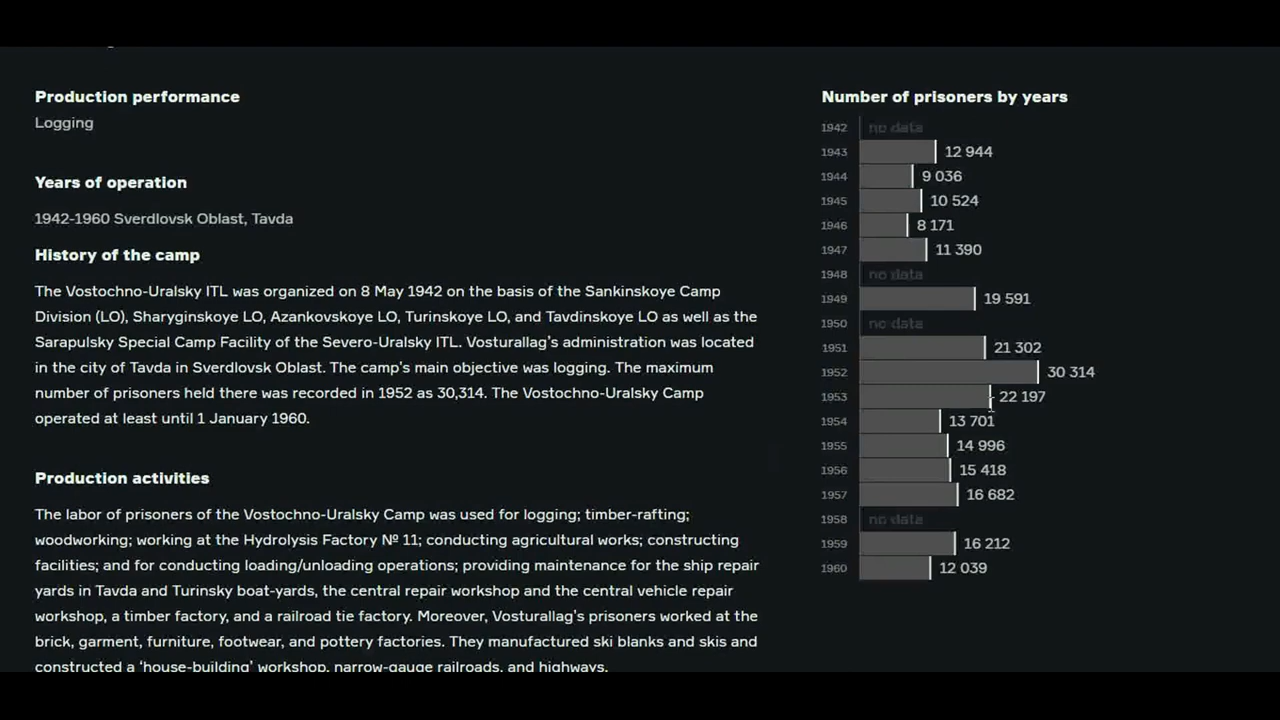 Production performance
Logging
Years of operation
1942-1960 Sverdlovsk Oblast, Tavda
History of the camp
The Vostochno-Uralsky ITL was organized on 8 May 1942 on the basis of the Sankinskoye Camp
Division (LO), Sharyginskoye LO, Azankovskoye LO, Turinskoye LO, and Tavdinskoye LO as well as the
Sarapulsky Special Camp Facility of the Severo-Uralsky ITL. Vosturallag's administration was located
in the city of Tavda in Sverdlovsk Oblast. The camp's main objective was logging. The maximum
number of prisoners held there was recorded in 1952 as 30,314. The Vostochno-Uralsky Camp
operated at least until 1 January 1960.
Production activities
The labor of prisoners of the Vostochno-Uralsky Camp was used for logging; timber-rafting;
woodworking; working at the Hydrolysis Factory № 11; conducting agricultural works; constructing
facilities; and for conducting loading/unloading operations; providing maintenance for the ship repair
yards in Tavda and Turinsky boat-yards, the central repair workshop and the central vehicle repair
workshop, a timber factory, and a railroad tie factory. Moreover, Vosturallag's prisoners worked at the
brick, garment, furniture, footwear, and pottery factories. They manufactured ski blanks and skis and
constructed a 'house-building' workshop, narrow-gauge railroads, and highways.
Number of prisoners by years
1942 no data
1943 12 944
1944 9 036
1945 10 524
1946 8 171
1947 11 390
1948 no data
1949 19 591
1950 no data
1951 21 302
1952 30 314
1953 22 197
1954 13 701
1955 14 996
1956 15 418
1957 16 682
1958 no data
1959 16 212
1960 12 039